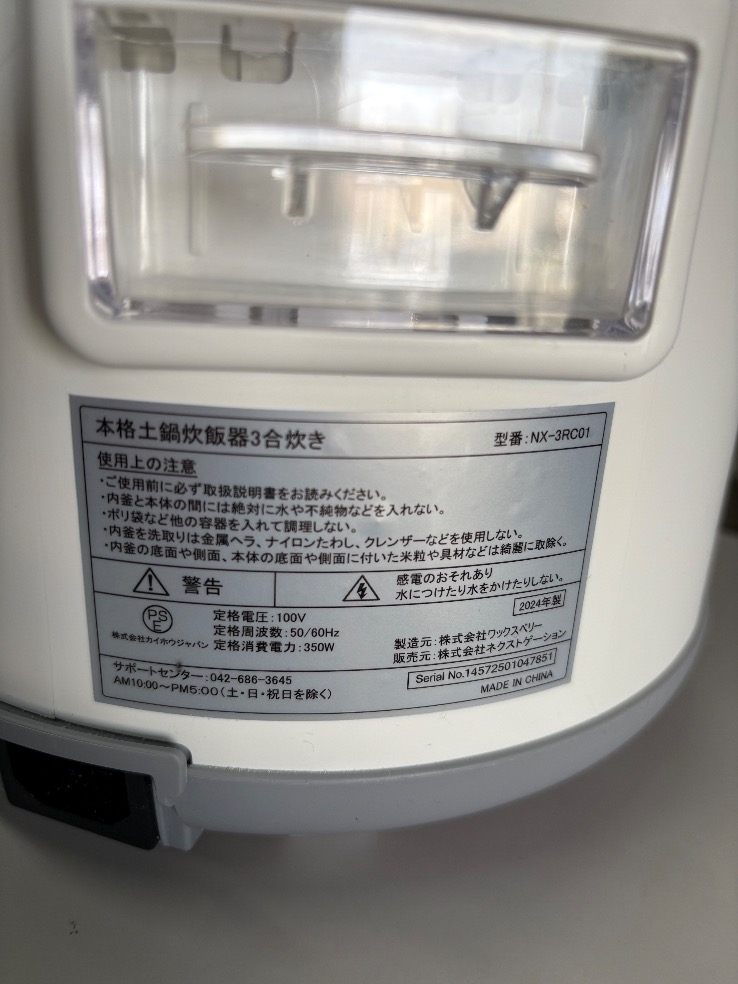 本格土鍋炊飯器3合炊き 型番:NX-3RC01
使用上の注意
・ご使用前に必ず取扱説明書をお読みください。
・内釜と本体の間には絶対に水や不純物などを入れない。
・ポリ袋など他の容器を入れて調理しない。
・内釜を洗取りは金属ヘラ、ナイロンたわし、クレンザーなどを使用しない。
・内釜の底面や側面、本体の底面や側面に付いた米粒や具材などは綺麗に取除く。
警告
感電のおそれあり
水につけたり水をかけたりしない。
2024年製
PS
E
株式会社カイホウジャパン
定格電圧:100V
定格周波数:50/60Hz
定格消費電力:350W
製造元:株式会社ワックスベリー
販売元:株式会社ネクストゲーション
サポートセンター:042-686-3645
AM10:00~PM5:00(土・日・祝日を除く)
Serial No.14572501047851
MADE IN CHINA